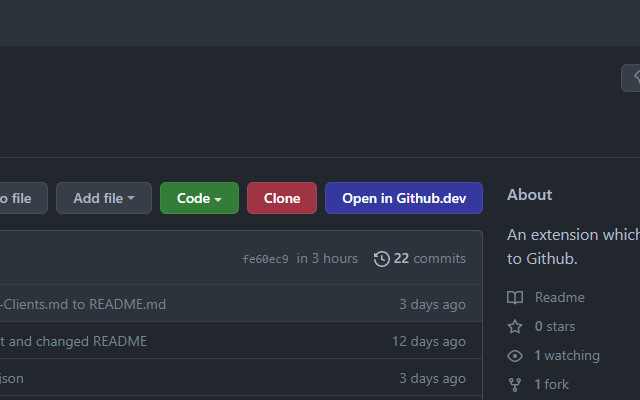 o file
Add file
Code
Clone
Open in Github.dev
About
An extension which
to Github.
fe60ec9 in 3 hours 22 commits
-Clients.md to README.md 3 days ago
t and changed README 12 days ago
json 3 days ago
Readme
0 stars
1 watching
1 fork